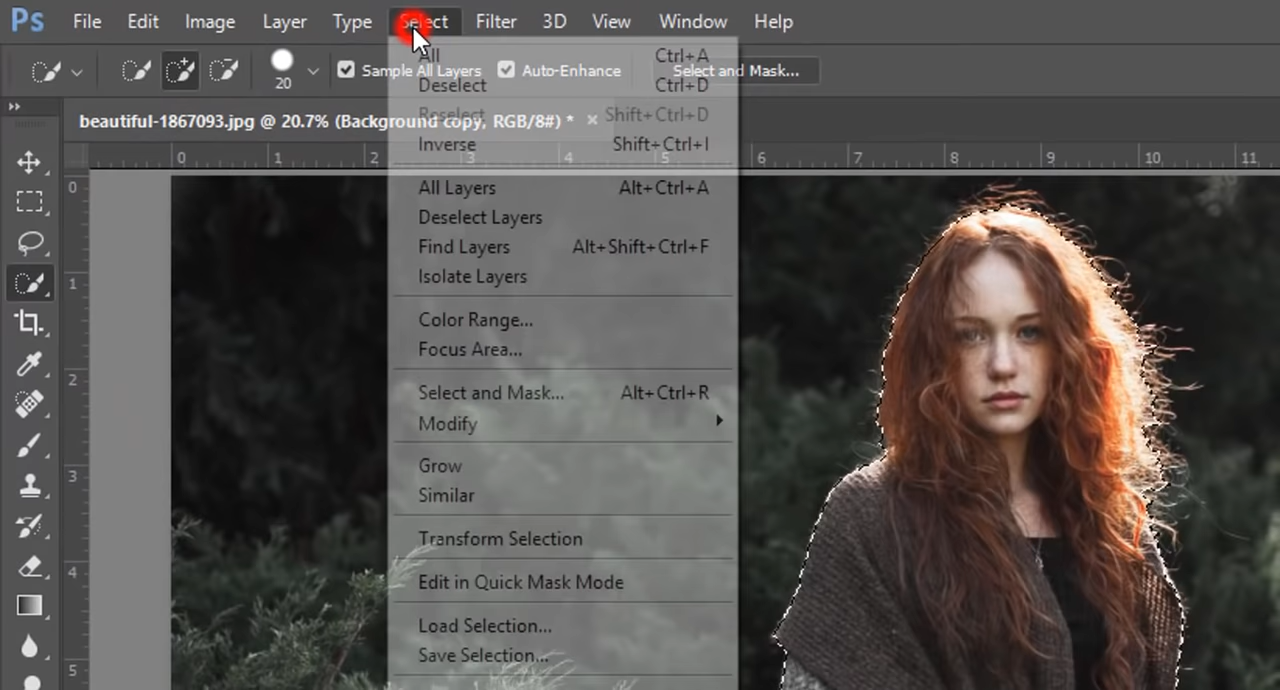 Ps File Edit Image Layer Type Select Filter 3D View Window Help
20 Sample All Layers Auto-Enhance Select and Mask...
beautiful-1867093.jpg @ 20.7% (Background copy, RGB/8#) * ×
0 1 2 3 4 5 6 7 8 9 10 11
0
1
2
3
4
5
All Ctrl+A
Deselect Ctrl+D
Reselect Shift+Ctrl+D
Inverse Shift+Ctrl+I
All Layers Alt+Ctrl+A
Deselect Layers
Find Layers Alt+Shift+Ctrl+F
Isolate Layers
Color Range...
Focus Area...
Select and Mask... Alt+Ctrl+R
Modify
Grow
Similar
Transform Selection
Edit in Quick Mask Mode
Load Selection...
Save Selection...